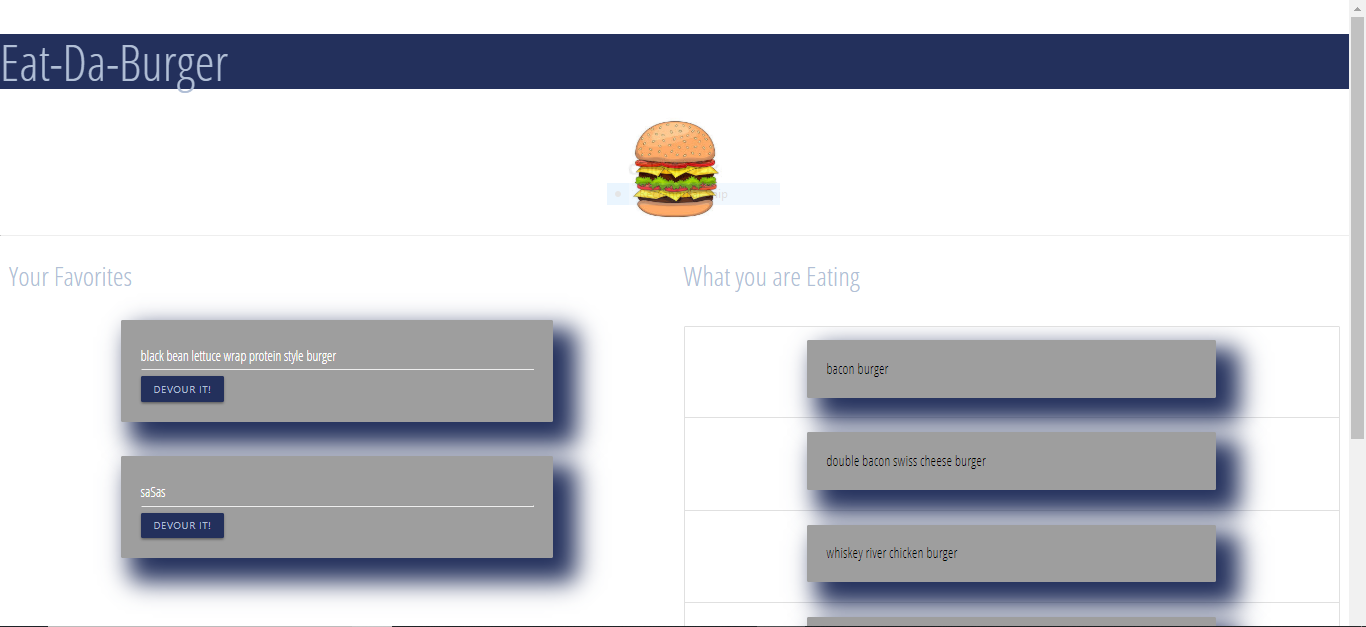 Eat-Da-Burger
Your Favorites
black bean lettuce wrap protein style burger
DEVOUR IT!
saSas
DEVOUR IT!
What you are Eating
bacon burger
double bacon swiss cheese burger
whiskey river chicken burger